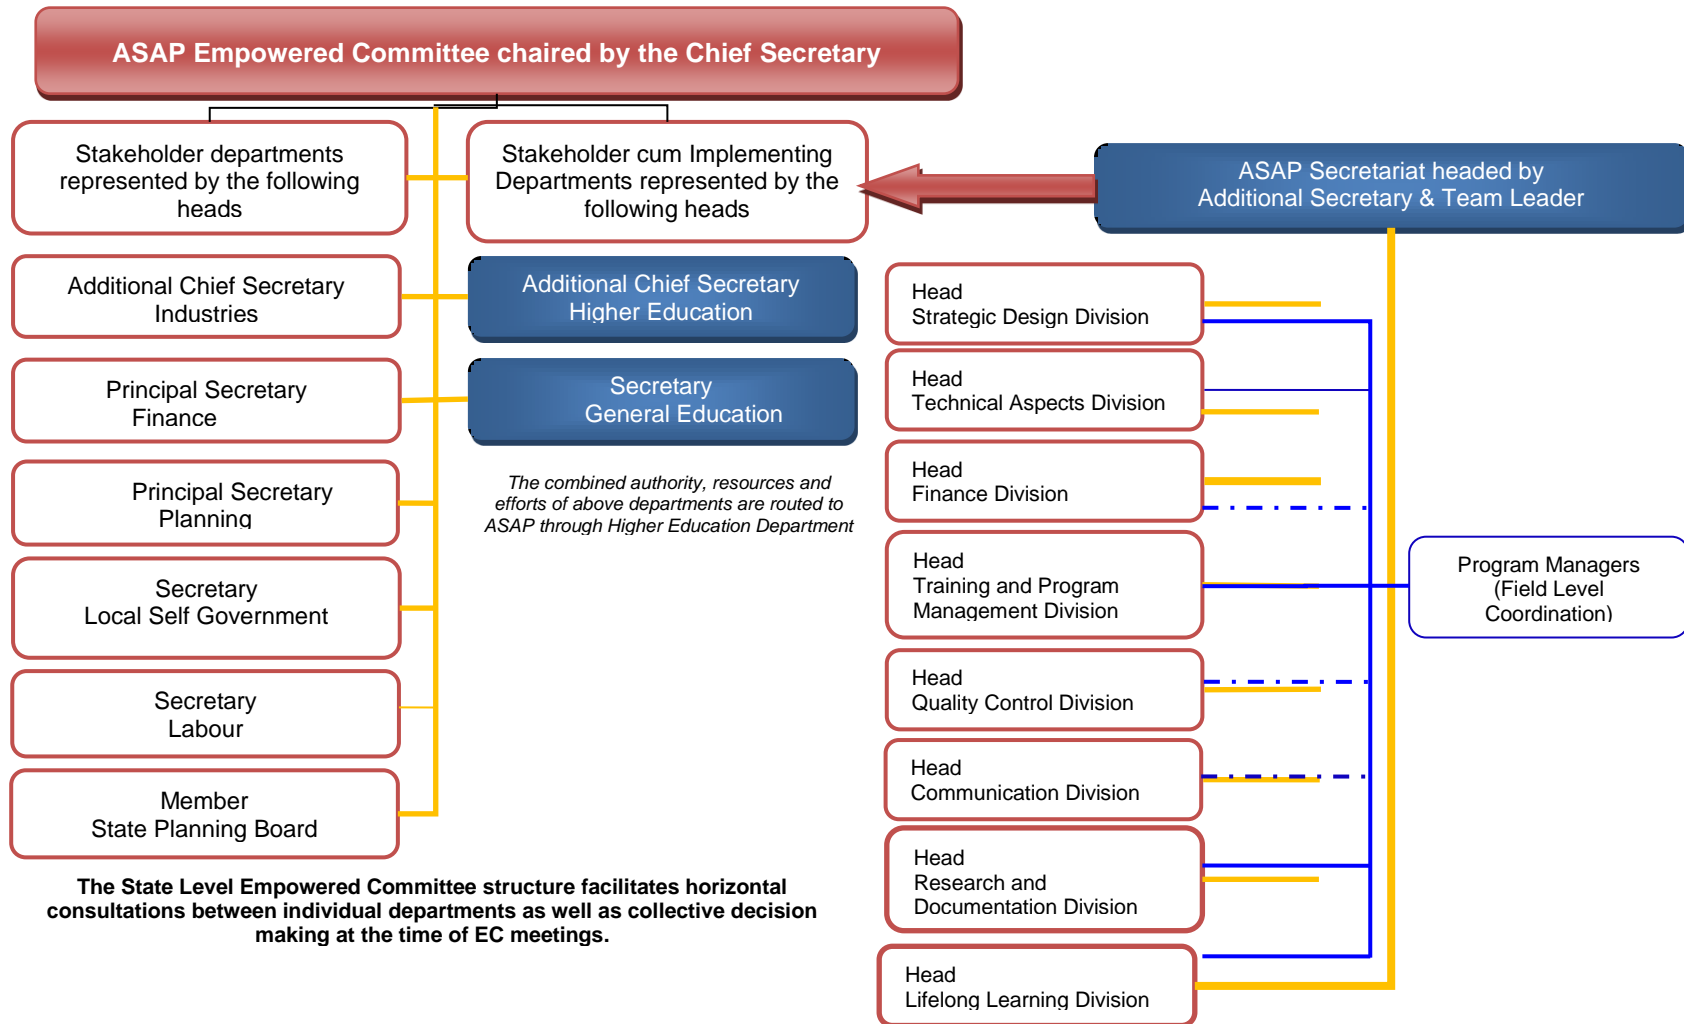 ASAP Empowered Committee chaired by the Chief Secretary
Stakeholder departments
represented by the following
heads
Stakeholder cum Implementing
Departments represented by the
following heads
ASAP Secretariat headed by
Additional Secretary & Team Leader
Additional Chief Secretary
Industries
Principal Secretary
Finance
Principal Secretary
Planning
Secretary
Local Self Government
Secretary
Labour
Member
State Planning Board
Additional Chief Secretary
Higher Education
Secretary
General Education
The combined authority, resources and
efforts of above departments are routed to
ASAP through Higher Education Department
The State Level Empowered Committee structure facilitates horizontal
consultations between individual departments as well as collective decision
making at the time of EC meetings.
Head
Strategic Design Division
Head
Technical Aspects Division
Head
Finance Division
Head
Training and Program
Management Division
Head
Quality Control Division
Head
Communication Division
Head
Research and
Documentation Division
Head
Lifelong Learning Division
Program Managers
(Field Level
Coordination)